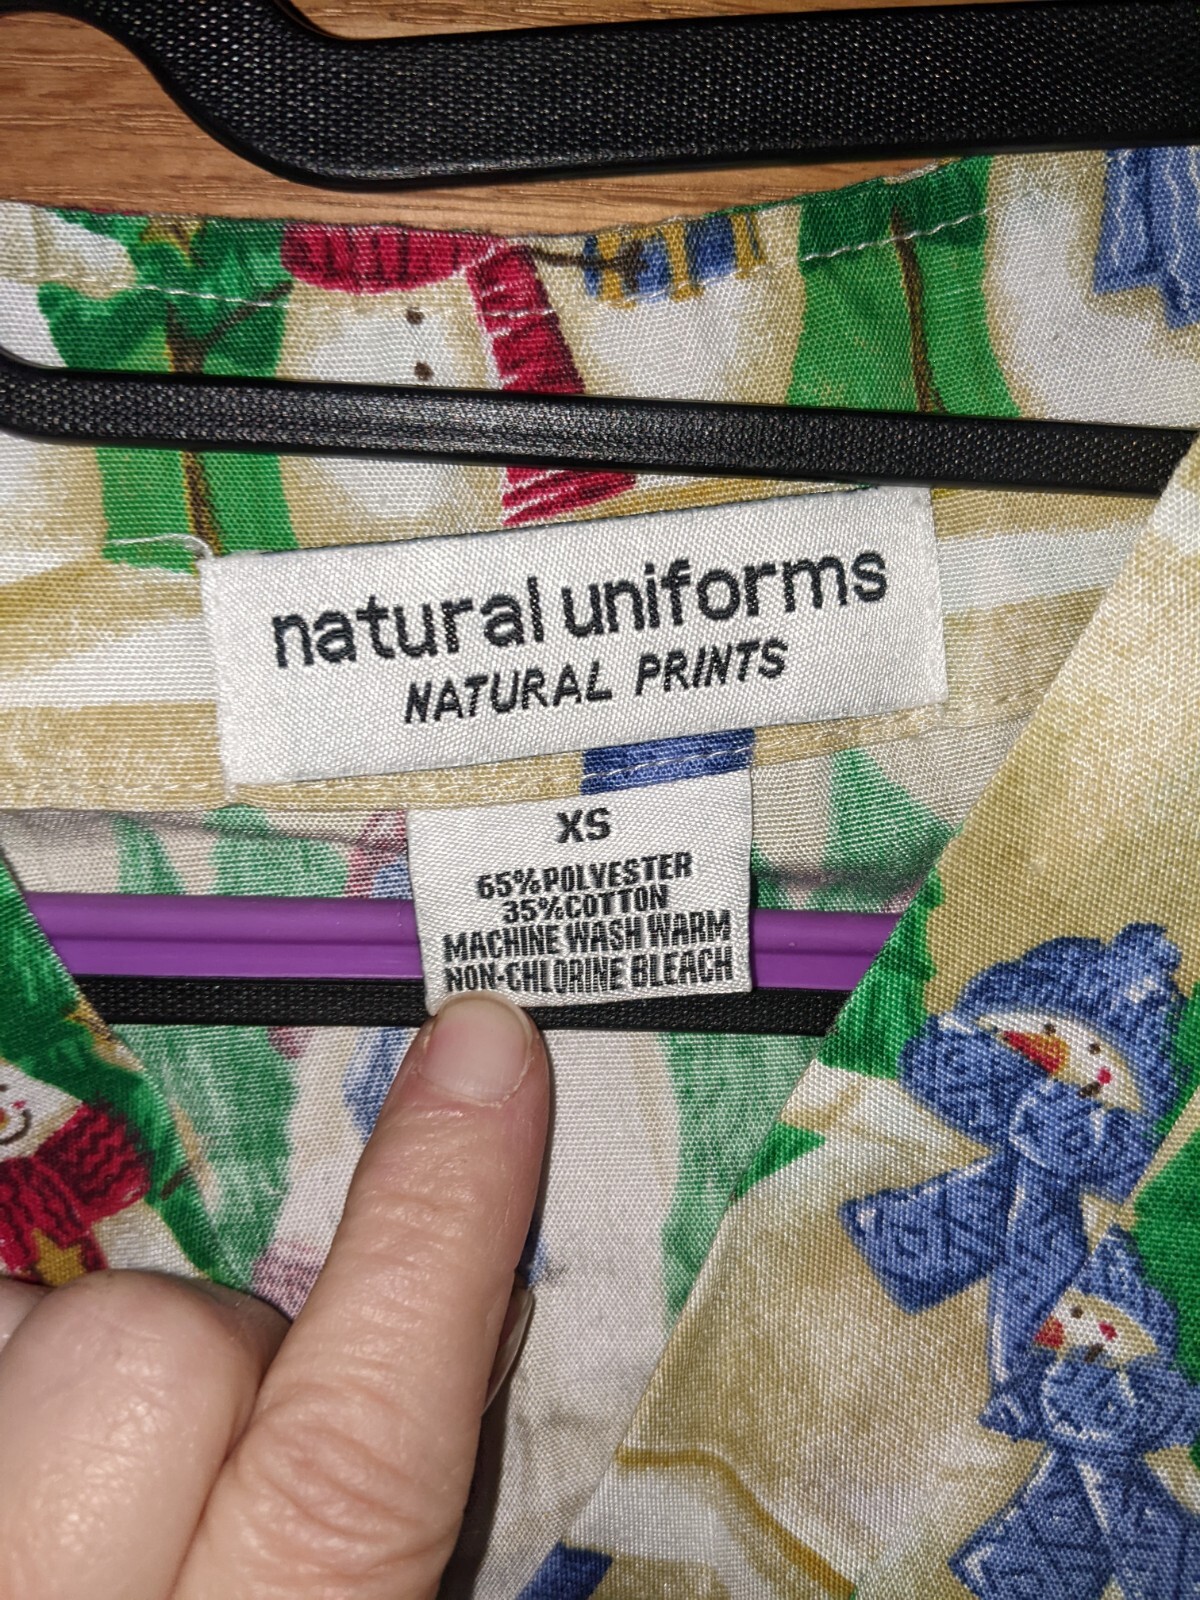 natural uniforms
NATURAL PRINTS
XS
65%POLYESTER
35%COTTON
MACHINE WASH WARM
NON-CHLORINE BLEACH